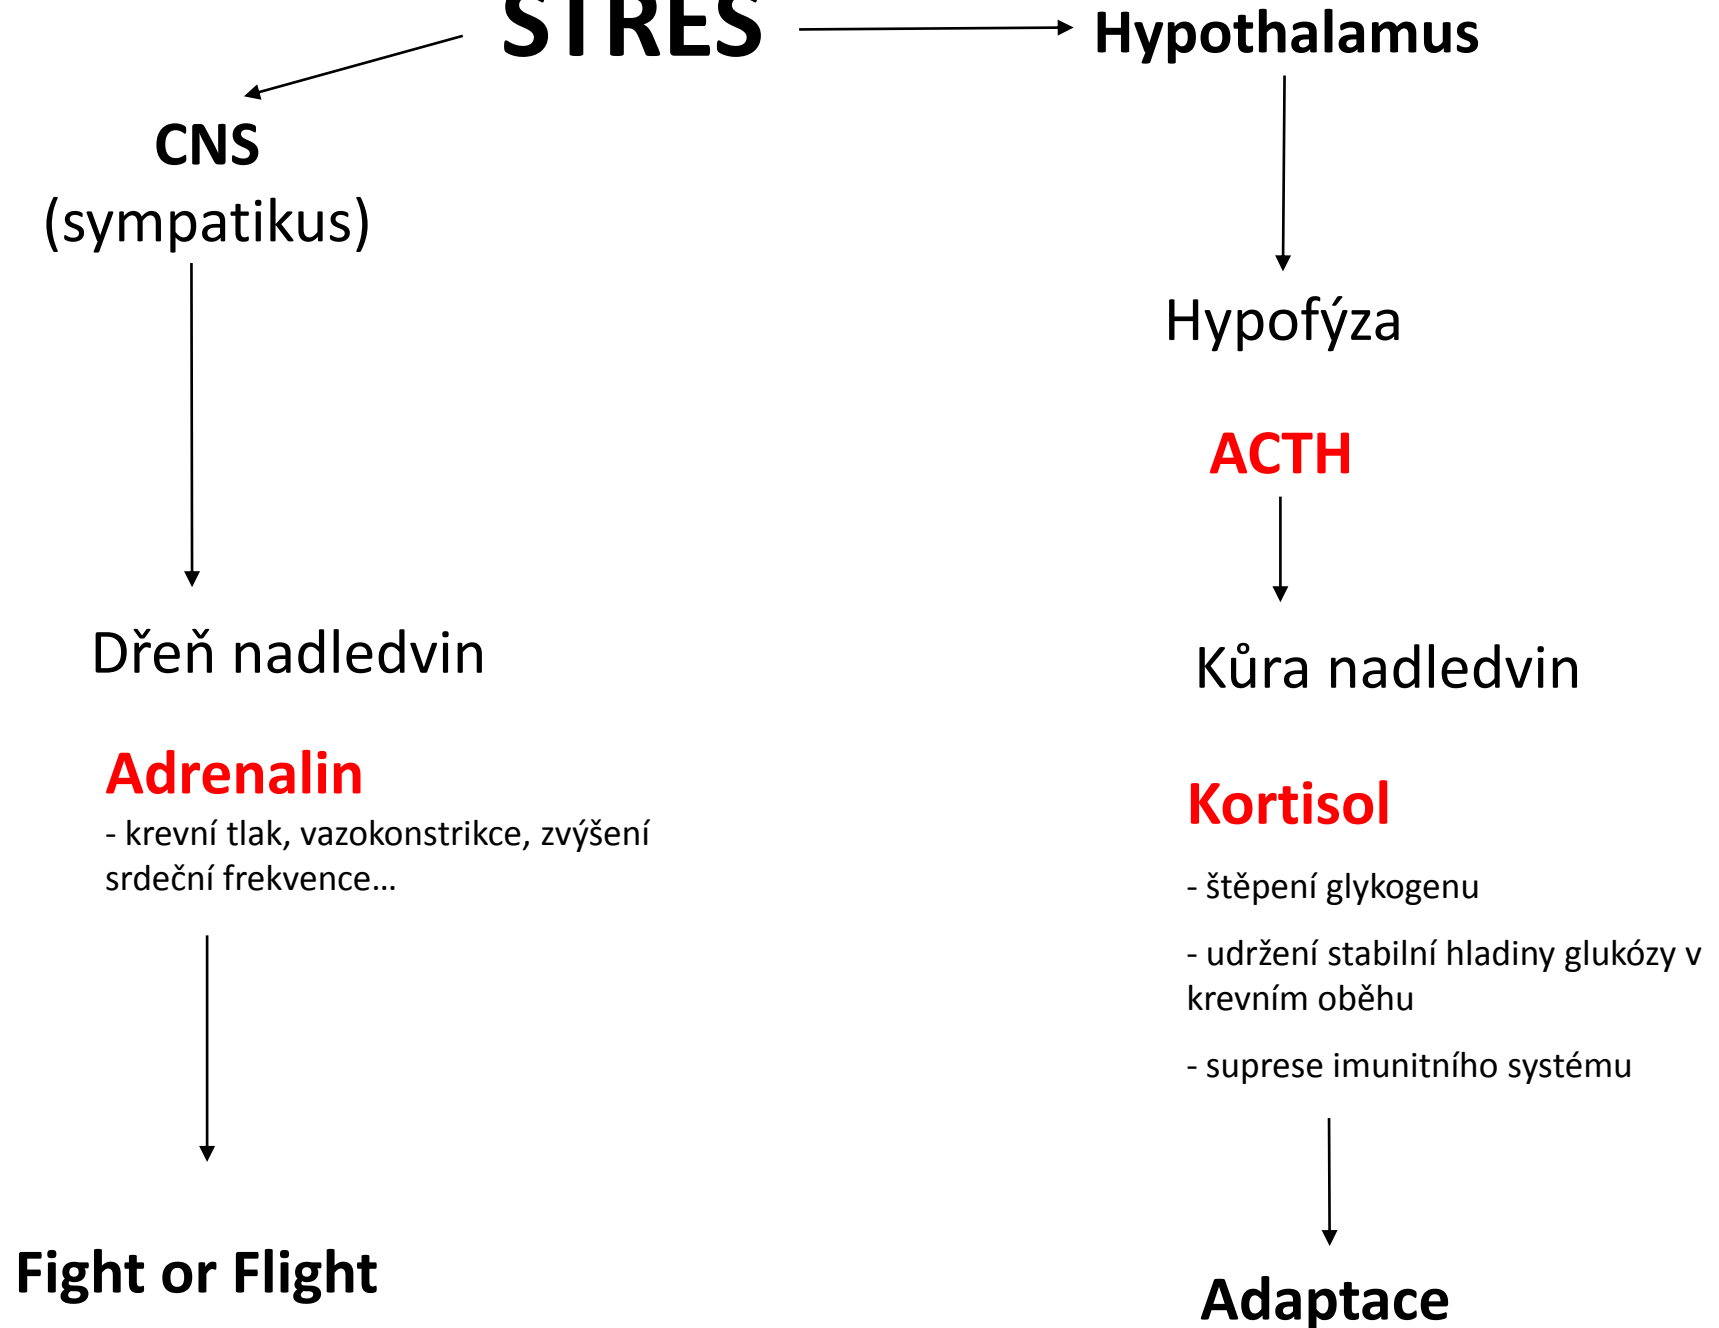 STRES
Hypothalamus
CNS
(sympatikus)
Hypofýza
ACTH
Dřeň nadledvin
Kůra nadledvin
Adrenalin
- krevní tlak, vazokonstrikce, zvýšení
srdeční frekvence…
Kortisol
- štěpení glykogenu
- udržení stabilní hladiny glukózy v
krevním oběhu
- suprese imunitního systému
Fight or Flight
Adaptace